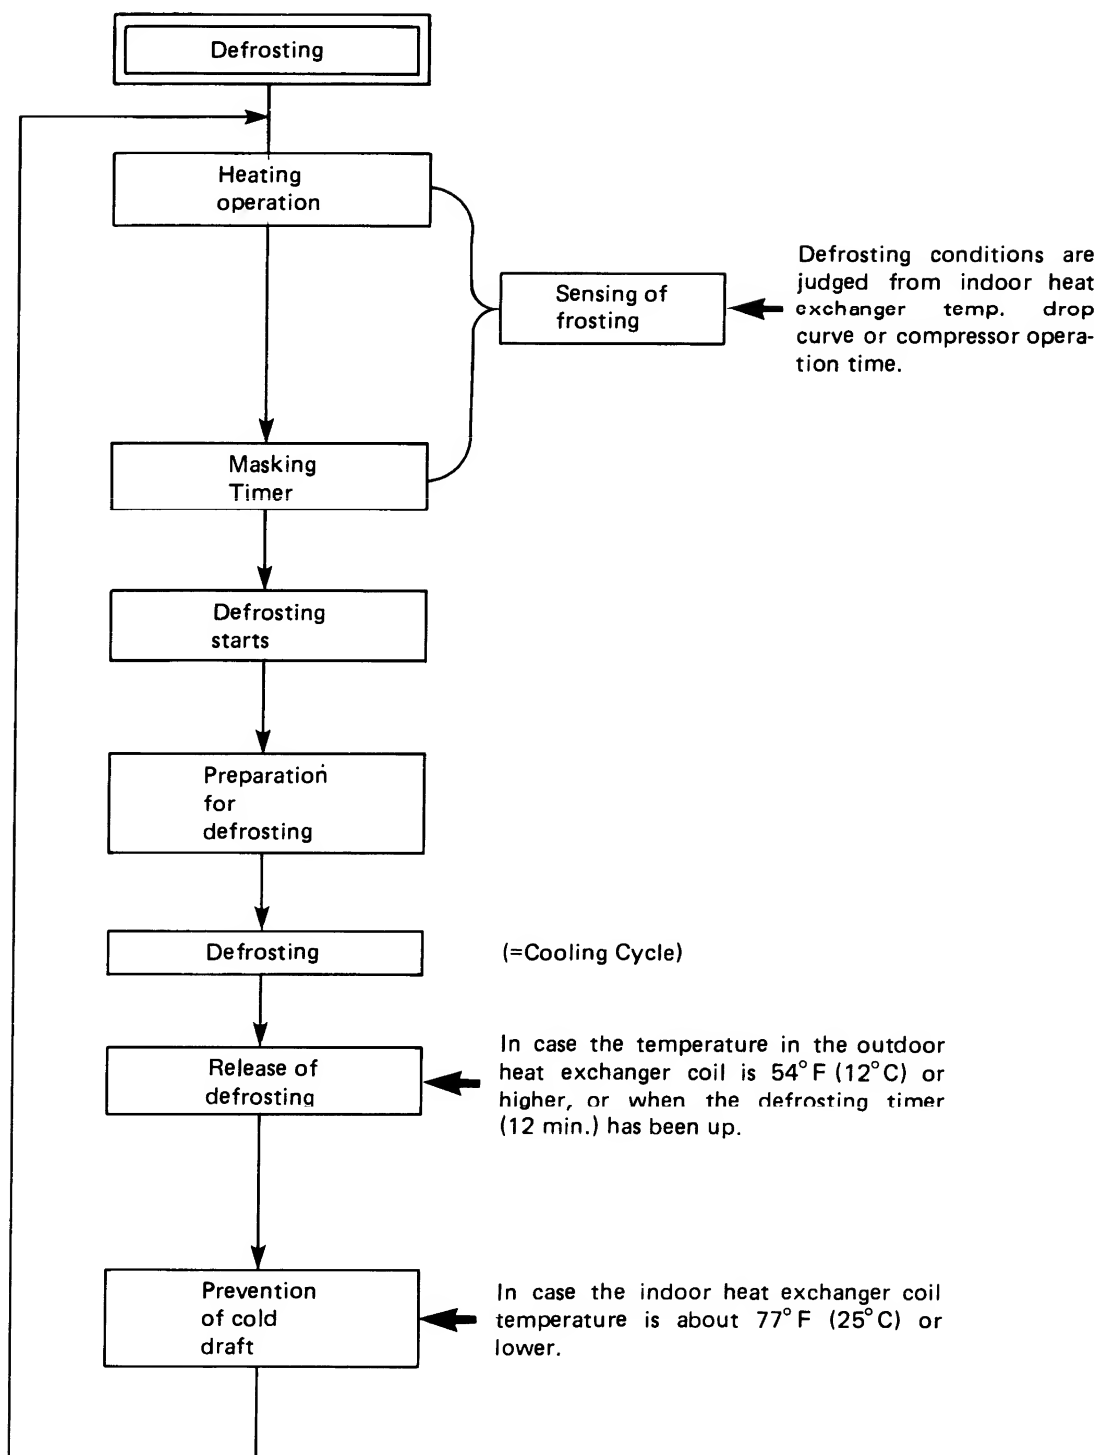 Defrosting
Heating
operation
Sensing of
frosting
Defrosting conditions are
judged from indoor heat
exchanger temp. drop
curve or compressor opera-
tion time.
Masking
Timer
Defrosting
starts
Preparation
for
defrosting
Defrosting
(=Cooling Cycle)
Release of
defrosting
In case the temperature in the outdoor
heat exchanger coil is 54°F (12°C) or
higher, or when the defrosting timer
(12 min.) has been up.
Prevention
of cold
draft
In case the indoor heat exchanger coil
temperature is about 77°F (25°C) or
lower.